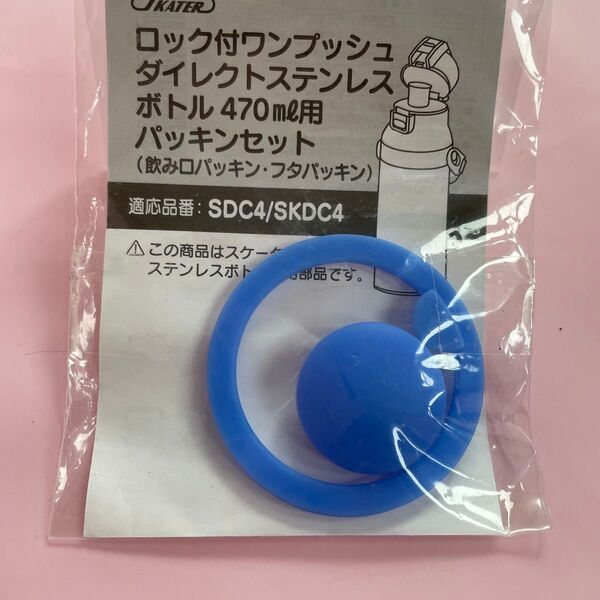 SKATER
ロック付ワンプッシュ
ダイレクトステンレス
ボトル 470㎖用
パッキンセット
(飲み口パッキン・フタパッキン)
適応品番: SDC4/SKDC4
⚠この商品はスケータ
ステンレスボト 部品です。